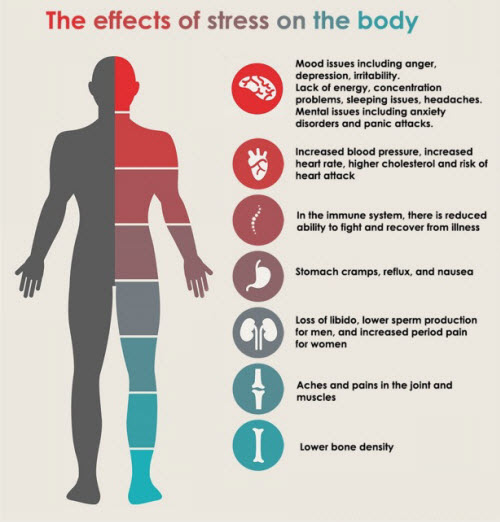 The effects of stress on the body
Mood issues including anger,
depression, irritability.
Lack of energy, concentration
problems, sleeping issues, headaches.
Mental issues including anxiety
disorders and panic attacks.
Increased blood pressure, increased
heart rate, higher cholesterol and risk of
heart attack
In the immune system, there is reduced
ability to fight and recover from illness
Stomach cramps, reflux, and nausea
Loss of libido, lower sperm production
for men, and increased period pain
for women
Aches and pains in the joint and
muscles
Lower bone density